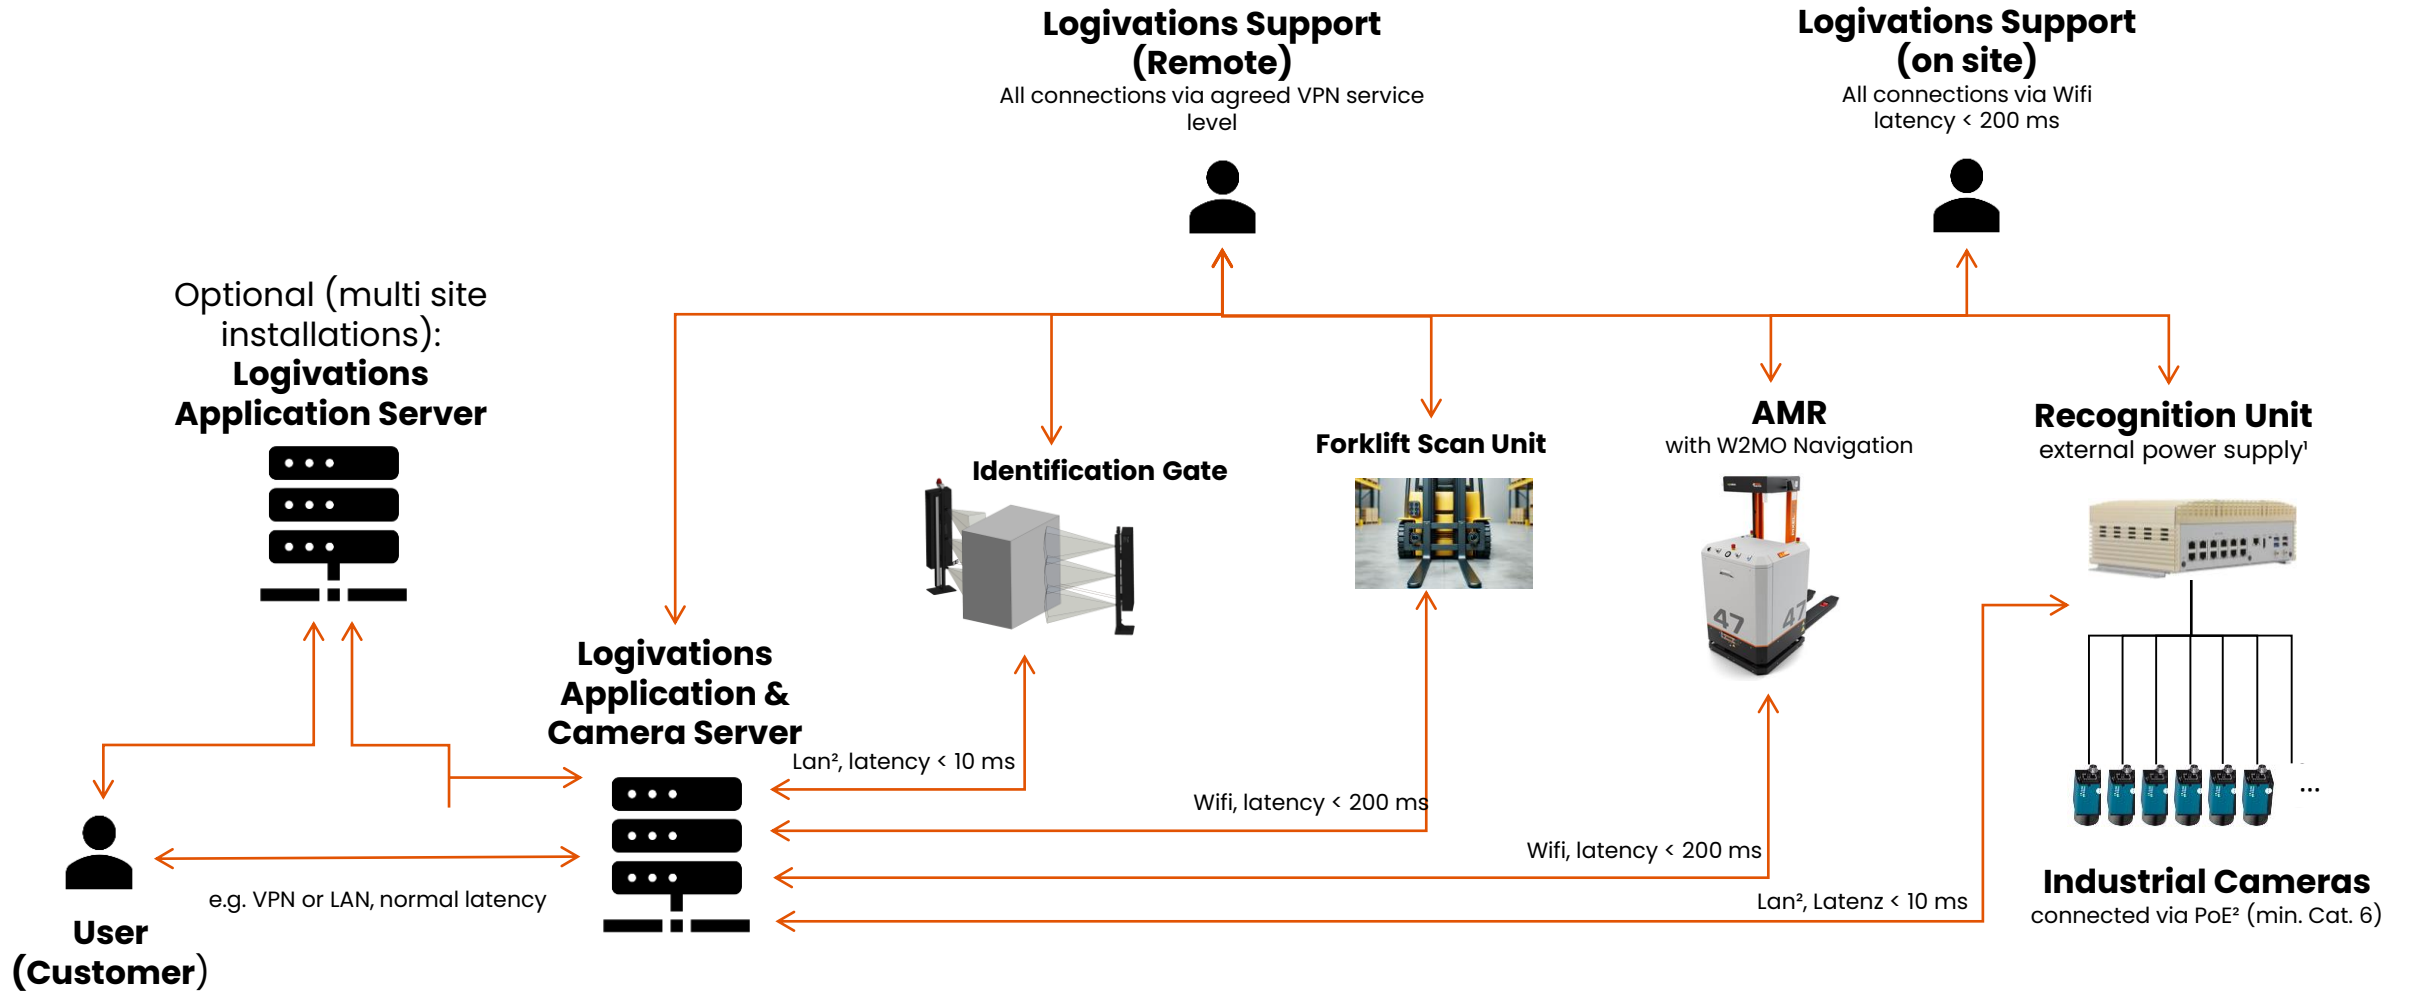 Logivations Support
(Remote)
All connections via agreed VPN service
level
Logivations Support
(on site)
All connections via Wifi
latency < 200 ms
Optional (multi site
installations):
Logivations
Application Server
Identification Gate
Forklift Scan Unit
AMR
with W2MO Navigation
Recognition Unit
external power supply¹
47
47
Logivations
Application &
Camera Server
Lan², latency < 10 ms
Wifi, latency < 200 ms
Wifi, latency < 200 ms
Lan², Latenz < 10 ms
e.g. VPN or LAN, normal latency
User
(Customer)
...
Industrial Cameras
connected via PoE² (min. Cat. 6)